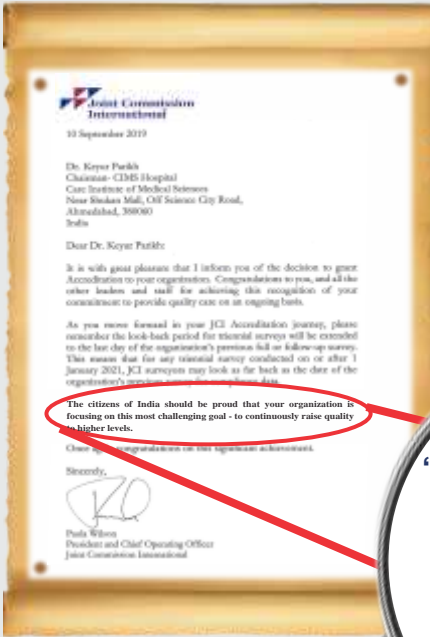 Joint Commission
International
10 September 2019
Dr. Keyur Parikh
Chairman- CIMS Hospital
Care Institute of Medical Sciences
Near Shukan Mall, Off Science City Road,
Ahmedabad, 380060
India
Dear Dr. Keyur Parikh:
It is with great pleasure that I inform you of the decision to grant
Accreditation to your organization. Congratulations to you, and all the
other leaders and staff for achieving this recognition of your
commitment to provide quality care on an ongoing basis.
As you move forward in your JCI Accreditation journey, please
remember the look-back period for triennial surveys will be extended
to the last day of the organization's previous full or follow-up survey.
This means that for any triennial survey conducted on or after 1
January 2021, JCI surveyors may look as far back as the date of the
organization's previous survey for compliance data.
The citizens of India should be proud that your organization is
focusing on this most challenging goal - to continuously raise quality
to higher levels.
Once again, congratulations on this significant achievement.
Sincerely,
Paula Wilson
President and Chief Operating Officer
Joint Commission International
‘